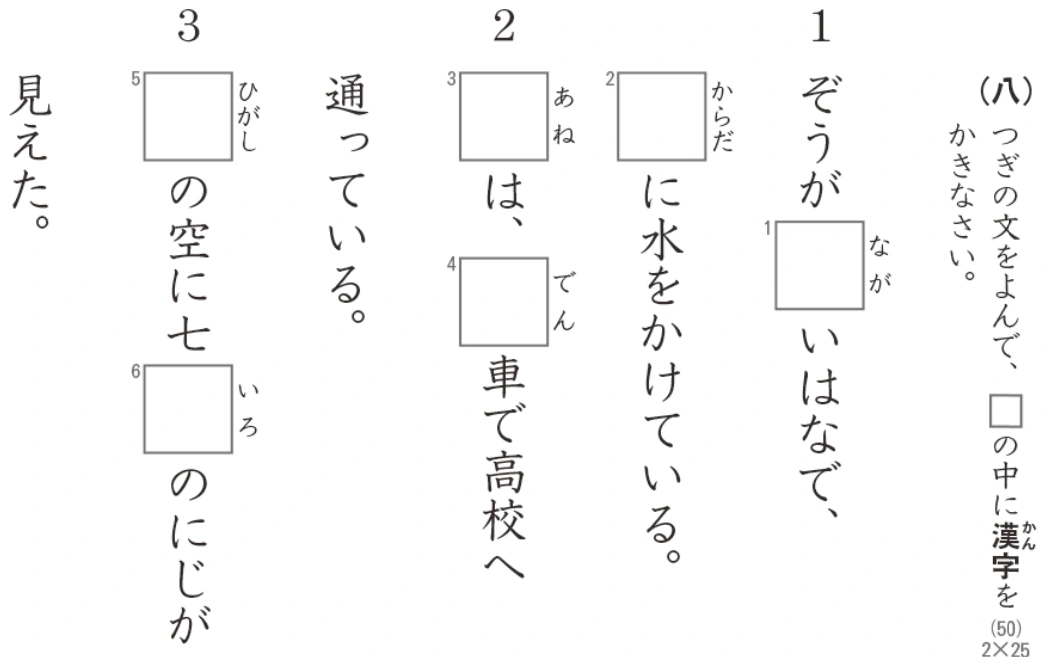 (八)
つぎの文をよんで、□の中に漢字を
かん
かきなさい。
(50)
2×25
1
ぞうが□いはなで、
1
なが
□に水をかけている。
2
からだ
2
□は、□車で高校へ
3
あね
4
でん
通っている。
3
□の空に七□のにじが
5
ひがし
6
いろ
見えた。